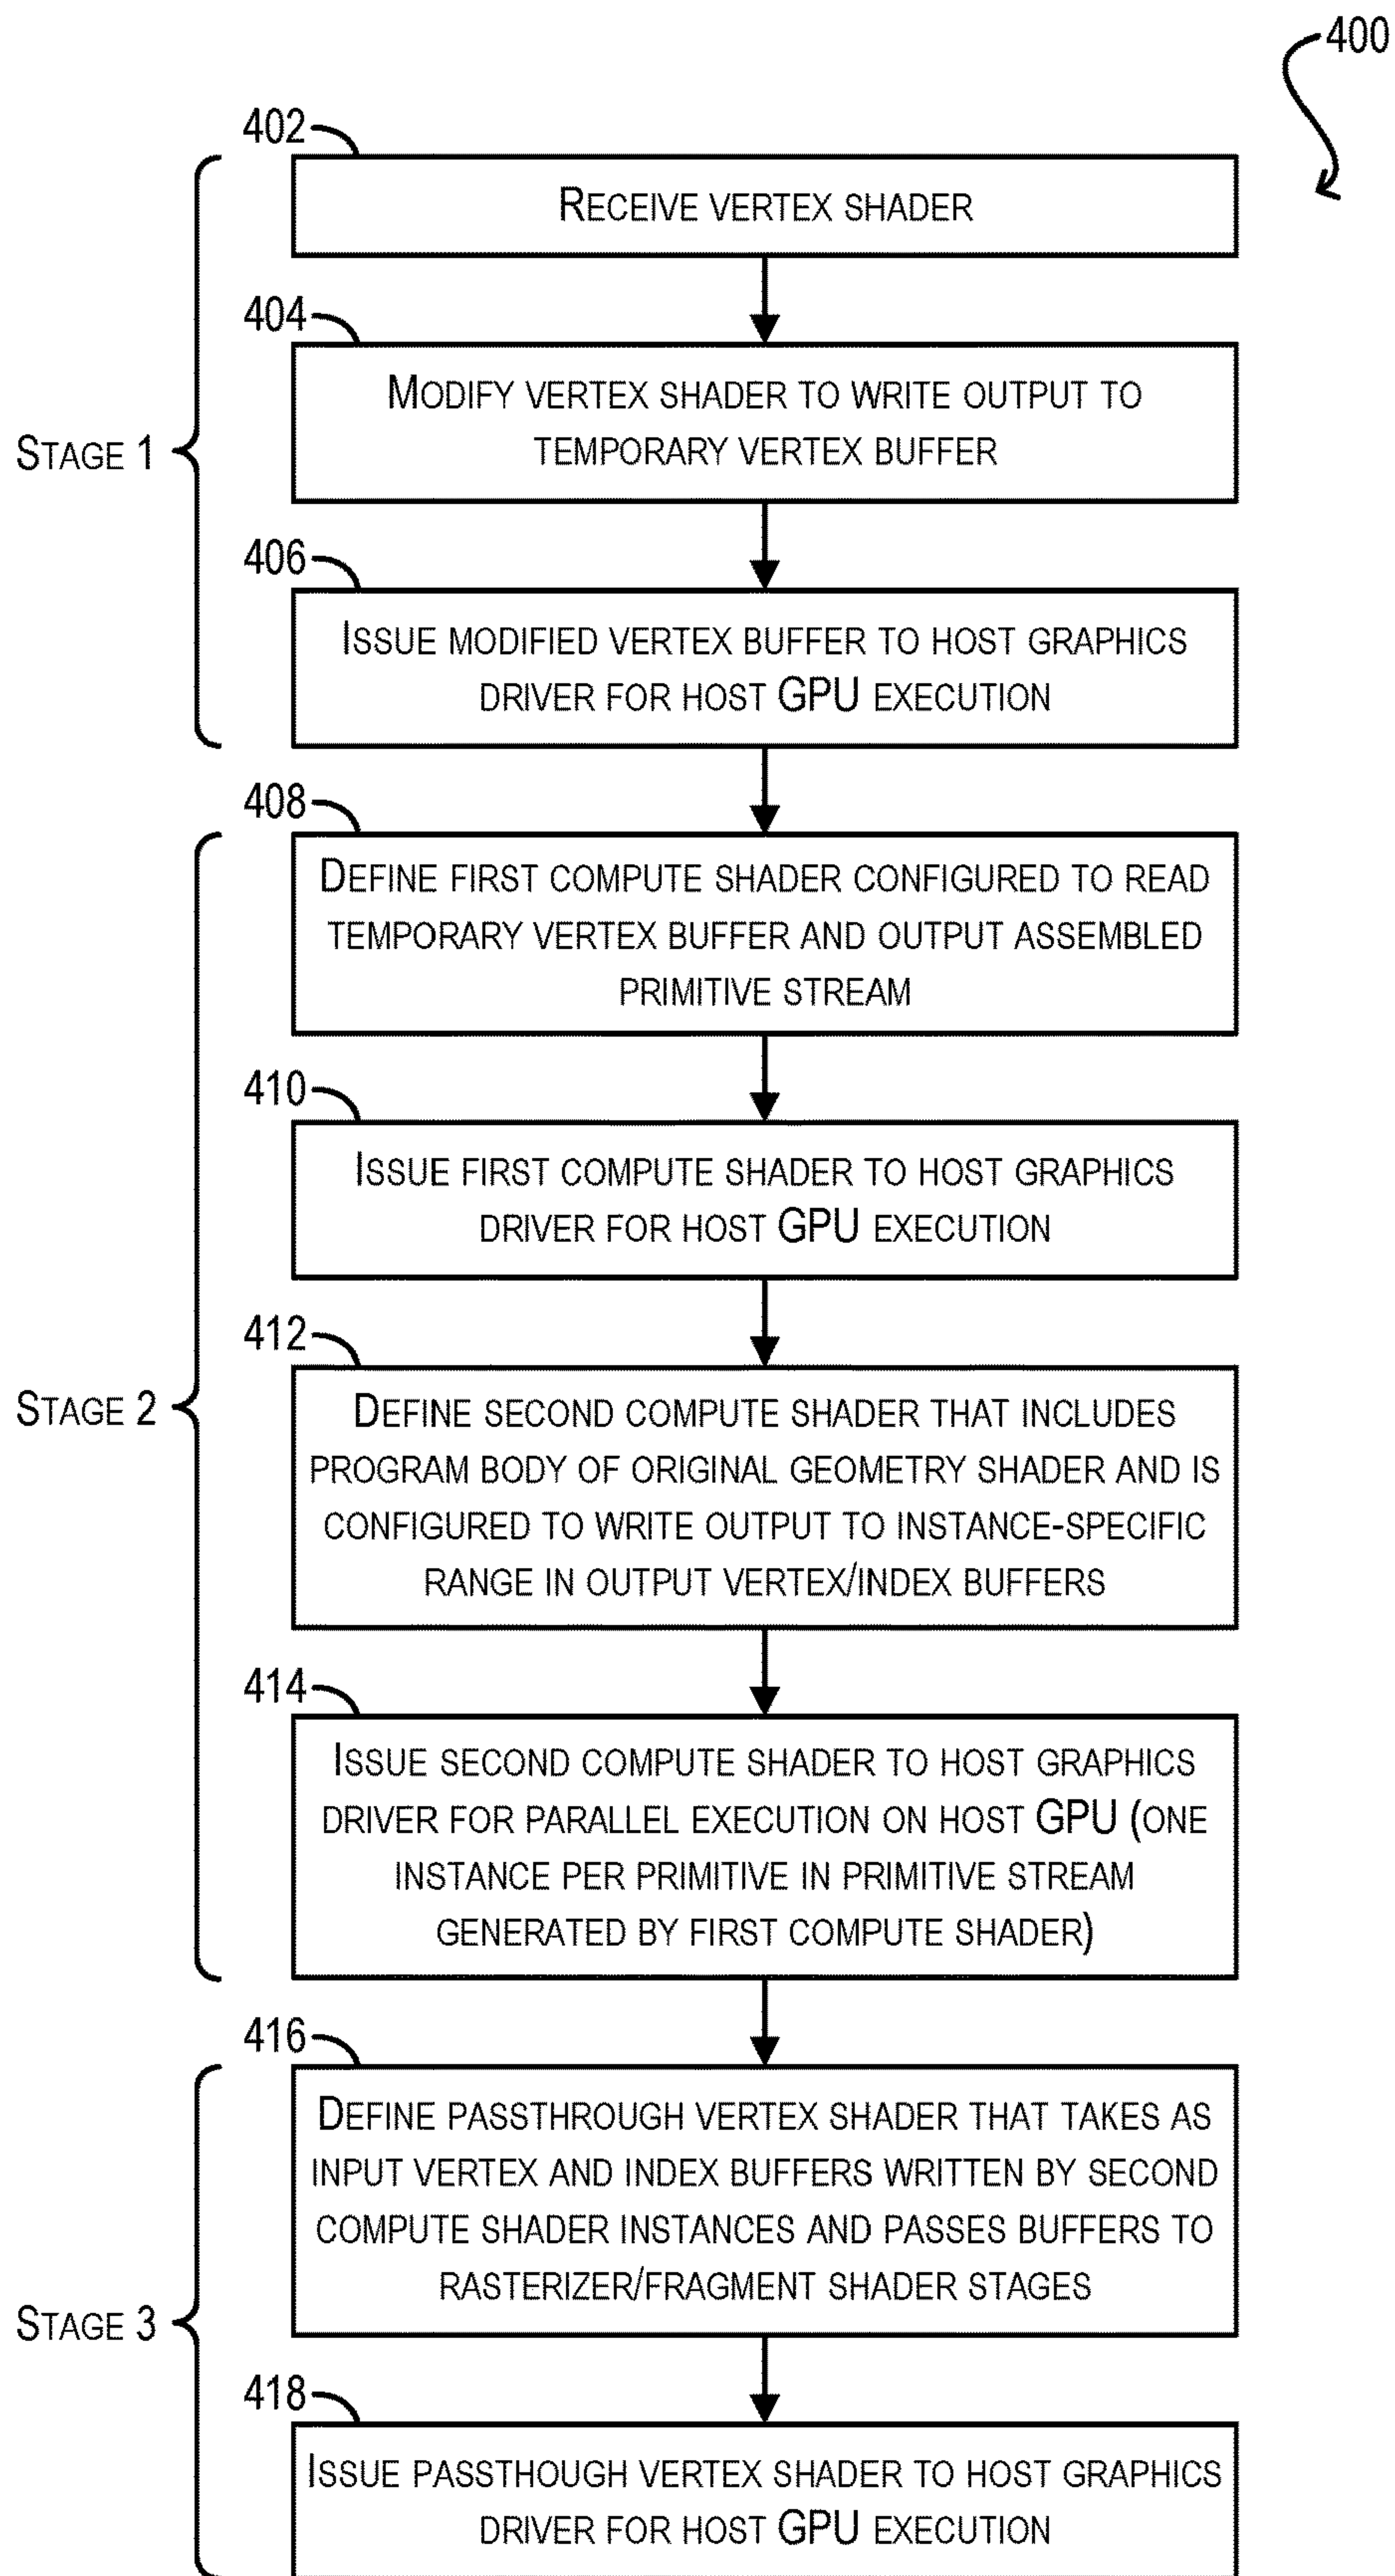 400
402
RECEIVE VERTEX SHADER
404
MODIFY VERTEX SHADER TO WRITE OUTPUT TO
TEMPORARY VERTEX BUFFER
STAGE 1
406
ISSUE MODIFIED VERTEX BUFFER TO HOST GRAPHICS
DRIVER FOR HOST GPU EXECUTION
408
DEFINE FIRST COMPUTE SHADER CONFIGURED TO READ
TEMPORARY VERTEX BUFFER AND OUTPUT ASSEMBLED
PRIMITIVE STREAM
410
ISSUE FIRST COMPUTE SHADER TO HOST GRAPHICS
DRIVER FOR HOST GPU EXECUTION
412
STAGE 2
DEFINE SECOND COMPUTE SHADER THAT INCLUDES
PROGRAM BODY OF ORIGINAL GEOMETRY SHADER AND IS
CONFIGURED TO WRITE OUTPUT TO INSTANCE-SPECIFIC
RANGE IN OUTPUT VERTEX/INDEX BUFFERS
414
ISSUE SECOND COMPUTE SHADER TO HOST GRAPHICS
DRIVER FOR PARALLEL EXECUTION ON HOST GPU (ONE
INSTANCE PER PRIMITIVE IN PRIMITIVE STREAM
GENERATED BY FIRST COMPUTE SHADER)
416
DEFINE PASSTHROUGH VERTEX SHADER THAT TAKES AS
INPUT VERTEX AND INDEX BUFFERS WRITTEN BY SECOND
COMPUTE SHADER INSTANCES AND PASSES BUFFERS TO
RASTERIZER/FRAGMENT SHADER STAGES
STAGE 3
418
ISSUE PASSTHOUGH VERTEX SHADER TO HOST GRAPHICS
DRIVER FOR HOST GPU EXECUTION